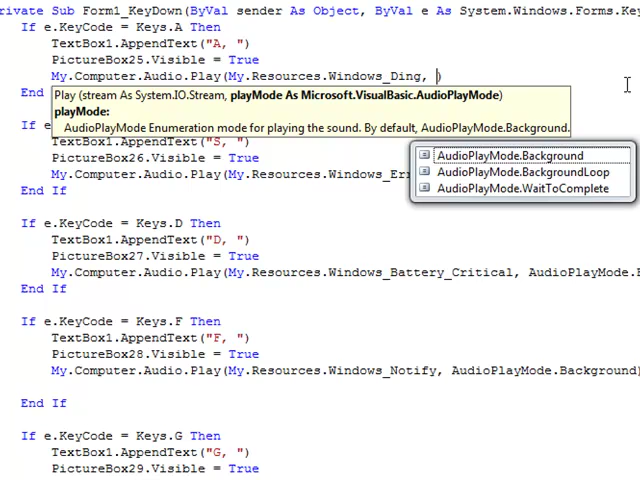 rivate Sub Form1_KeyDown(ByVal sender As Object, ByVal e As System.Windows.Forms.Key
If e.KeyCode = Keys.A Then
TextBox1.AppendText("A, ")
PictureBox25.Visible = True
My.Computer.Audio.Play(My.Resources.Windows_Ding, )
End
Play (stream As System.IO.Stream, playMode As Microsoft.VisualBasic.AudioPlayMode)
playMode:
AudioPlayMode Enumeration mode for playing the sound. By default, AudioPlayMode.Background.
If e
TextBox1.AppendText("S, ")
AudioPlayMode.Background
AudioPlayMode.BackgroundLoop
AudioPlayMode.WaitToComplete
PictureBox26.Visible = True
My.Computer.Audio.Play(My.Resources.Windows_Er
End If
If e.KeyCode = Keys.D Then
TextBox1.AppendText("D, ")
PictureBox27.Visible = True
My.Computer.Audio.Play(My.Resources.Windows_Battery_Critical, AudioPlayMode.
End If
If e.KeyCode = Keys.F Then
TextBox1.AppendText("F, ")
PictureBox28.Visible = True
My.Computer.Audio.Play(My.Resources.Windows_Notify, AudioPlayMode.Background)
End If
If e.KeyCode = Keys.G Then
TextBox1.AppendText("G, ")
PictureBox29.Visible = True